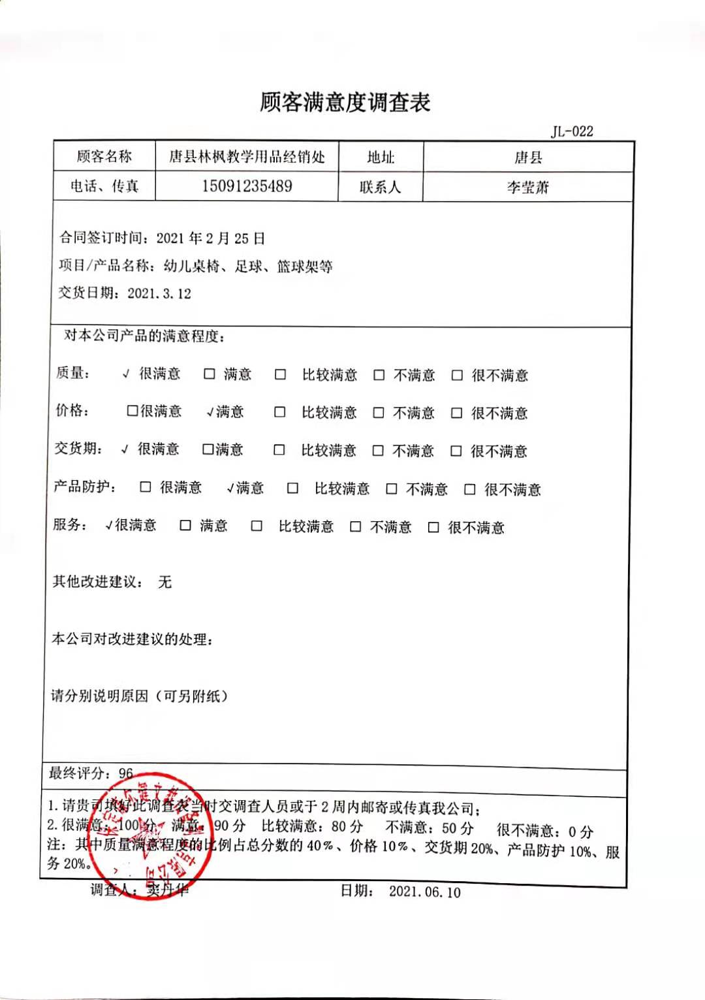 顾客满意度调查表
JL-022
顾客名称 唐县林枫教学用品经销处 地址 唐县
电话、传真 15091235489 联系人 李莹萧
合同签订时间：2021 年 2 月 25 日
项目/产品名称：幼儿桌椅、足球、篮球架等
交货日期：2021.3.12
对本公司产品的满意程度：
质量： √ 很满意 □ 满意 □ 比较满意 □ 不满意 □ 很不满意
价格： □很满意 √满意 □ 比较满意 □ 不满意 □ 很不满意
交货期： √ 很满意 □满意 □ 比较满意 □ 不满意 □ 很不满意
产品防护： □ 很满意 √满意 □ 比较满意 □ 不满意 □ 很不满意
服务： √很满意 □ 满意 □ 比较满意 □ 不满意 □ 很不满意
其他改进建议： 无
本公司对改进建议的处理：
请分别说明原因（可另附纸）
最终评分：96
1.请贵司填好此调查表当时交调查人员或于 2 周内邮寄或传真我公司；
2.很满意：100 分 满意：90 分 比较满意：80 分 不满意：50 分 很不满意：0 分
注：其中质量满意程度的比例占总分数的 40%、价格 10%、交货期 20%、产品防护 10%、服
务 20%。
调查人：窦丹华 日期： 2021.06.10